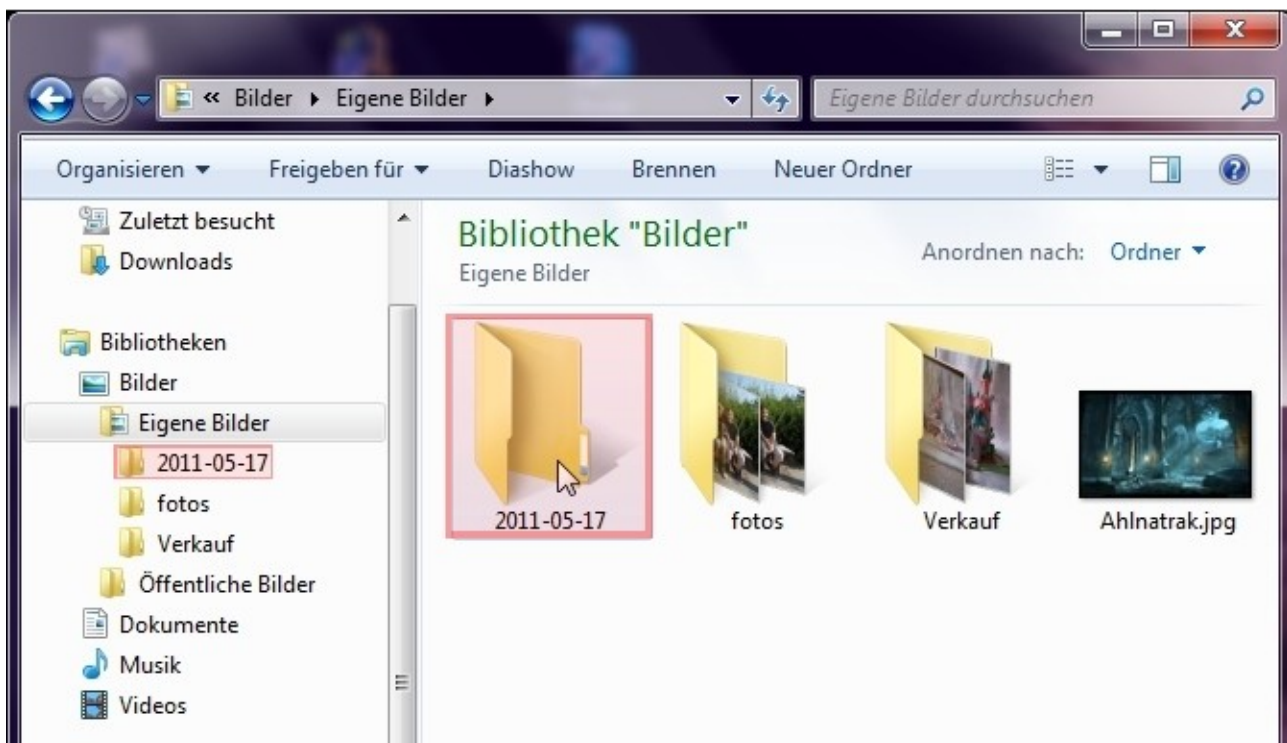 « Bilder ▸ Eigene Bilder ▸
Eigene Bilder durchsuchen
Organisieren Freigeben für Diashow Brennen Neuer Ordner
Zuletzt besucht
Downloads
Bibliotheken
Bilder
Eigene Bilder
2011-05-17
fotos
Verkauf
Öffentliche Bilder
Dokumente
Musik
Videos
Bibliothek "Bilder"
Eigene Bilder
Anordnen nach: Ordner
2011-05-17
fotos
Verkauf
Ahlnatrak.jpg